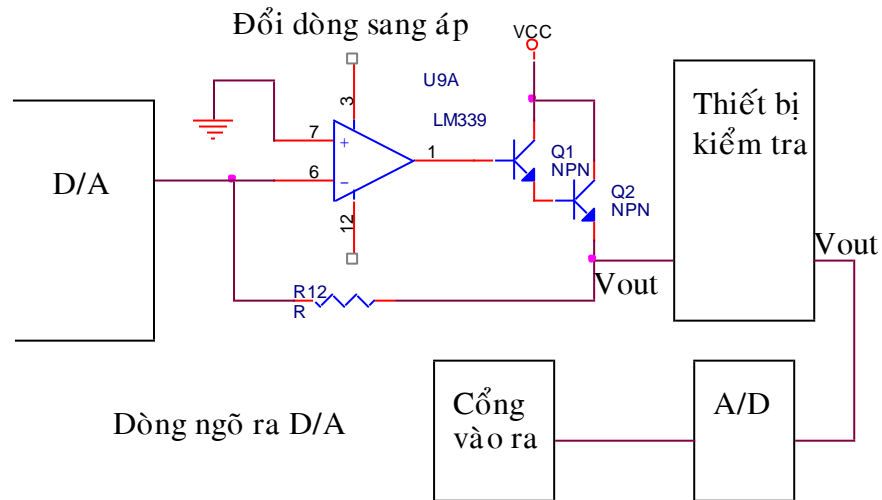 Đổi dòng sang áp
VCC
U9A
LM339
3
7
+
6
-
1
12
Q1
NPN
Q2
NPN
D/A
Thiết bị
kiểm tra
Vout
Vout
R12
R
Dòng ngõ ra D/A
Cổng
vào ra
A/D